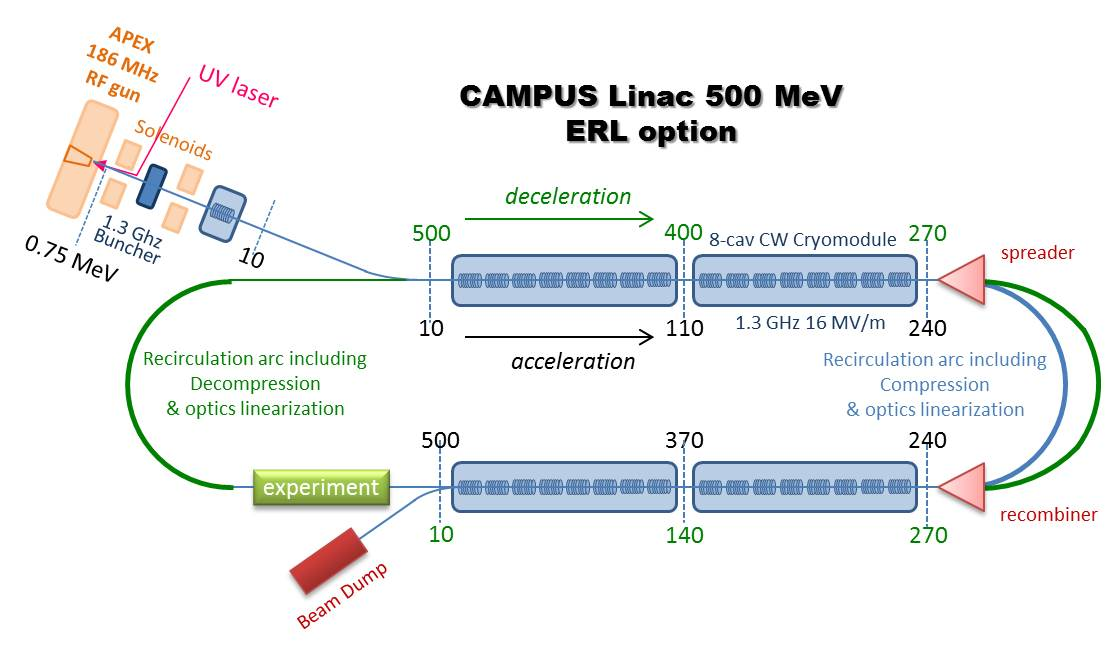 APEX
186 MHz
RF gun
UV laser
Solenoids
CAMPUS Linac 500 MeV
ERL option
1.3 Ghz
Buncher
0.75 MeV
10
deceleration
500
400
8-cav CW Cryomodule
270
spreader
10
110
1.3 GHz 16 MV/m
240
acceleration
Recirculation arc including
Decompression
& optics linearization
Recirculation arc including
Compression
& optics linearization
500
370
240
experiment
recombiner
10
140
270
Beam Dump